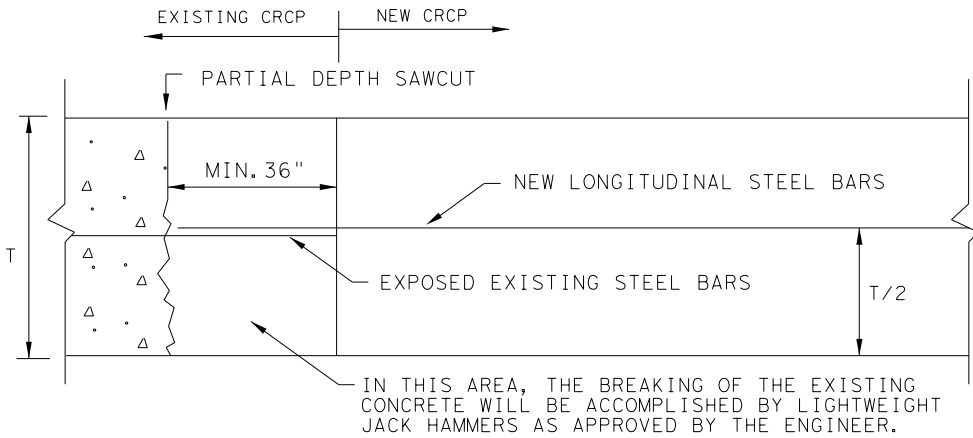 EXISTING CRCP
NEW CRCP
PARTIAL DEPTH SAWCUT
MIN. 36"
NEW LONGITUDINAL STEEL BARS
T
EXPOSED EXISTING STEEL BARS
T/2
IN THIS AREA, THE BREAKING OF THE EXISTING
CONCRETE WILL BE ACCOMPLISHED BY LIGHTWEIGHT
JACK HAMMERS AS APPROVED BY THE ENGINEER.